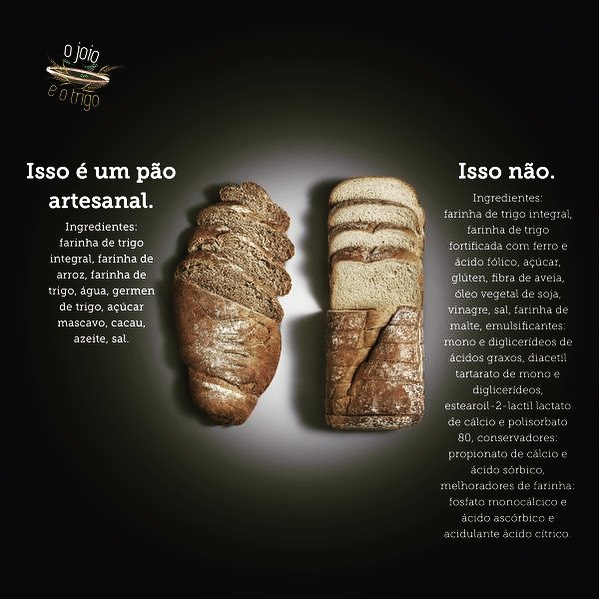 o joio
e o trigo
Isso é um pão
artesanal.
Ingredientes:
farinha de trigo
integral, farinha de
arroz, farinha de
trigo, água, germen
de trigo, açúcar
mascavo, cacau,
azeite, sal.
Isso não.
Ingredientes:
farinha de trigo integral,
farinha de trigo
fortificada com ferro e
ácido fólico, açúcar,
glúten, fibra de aveia,
óleo vegetal de soja,
vinagre, sal, farinha de
malte, emulsificantes:
mono e diglicerídeos de
ácidos graxos, diacetil
tartarato de mono e
diglicerídeos,
estearoil-2-lactil lactato
de cálcio e polisorbato
80, conservadores:
propionato de cálcio e
ácido sórbico,
melhoradores de farinha:
fosfato monocálcico e
ácido ascórbico e
acidulante ácido cítrico.